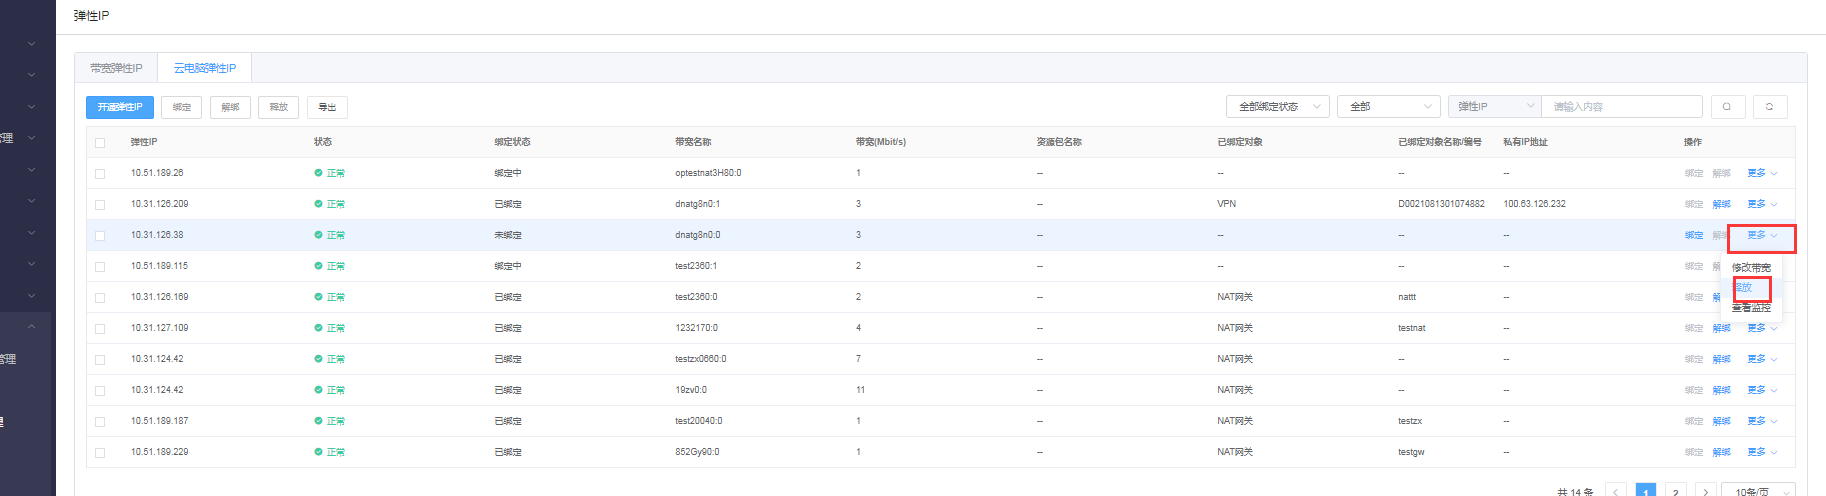 弹性IP
带宽弹性IP 云电脑弹性IP
开通弹性IP 绑定 解绑 释放 导出 全部绑定状态 全部 弹性IP 请输入内容
弹性IP 状态 绑定状态 带宽名称 带宽(Mbit/s) 资源包名称 已绑定对象 已绑定对象名称/编号 私有IP地址 操作
管理
10.51.189.26 正常 绑定中 optestnat3H80:0 1 -- -- -- -- 绑定 解绑 更多
10.31.126.209 正常 已绑定 dnatg8n0:1 3 -- VPN D0021081301074882 100.63.126.232 绑定 解绑 更多
10.31.126.38 正常 未绑定 dnatg8n0:0 3 -- -- -- -- 绑定 解绑 更多
10.51.189.115 正常 绑定中 test2360:1 2 -- -- -- -- 绑定
修改带宽
释放
查看监控
10.31.126.169 正常 已绑定 test2360:0 2 -- NAT网关 nattt -- 绑定
10.31.127.109 正常 已绑定 1232170:0 4 -- NAT网关 testnat -- 绑定 解绑 更多
管理
10.31.124.42 正常 已绑定 testzx0660:0 7 -- NAT网关 -- -- 绑定 解绑 更多
10.31.124.42 正常 已绑定 19zv0:0 11 -- NAT网关 -- -- 绑定 解绑 更多
10.51.189.187 正常 已绑定 test20040:0 1 -- NAT网关 testzx -- 绑定 解绑 更多
10.51.189.229 正常 已绑定 852Gy90:0 1 -- NAT网关 testgw -- 绑定 解绑 更多
共 14 条 1 2 10条/页